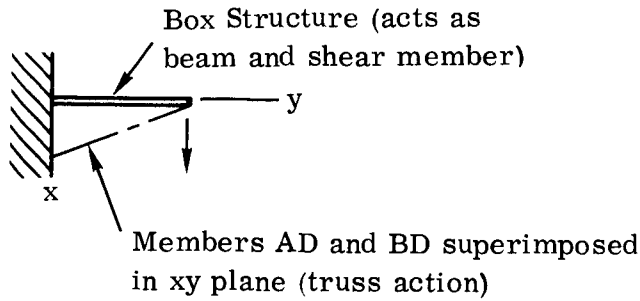 Box Structure (acts as
beam and shear member)
y
x
Members AD and BD superimposed
in xy plane (truss action)